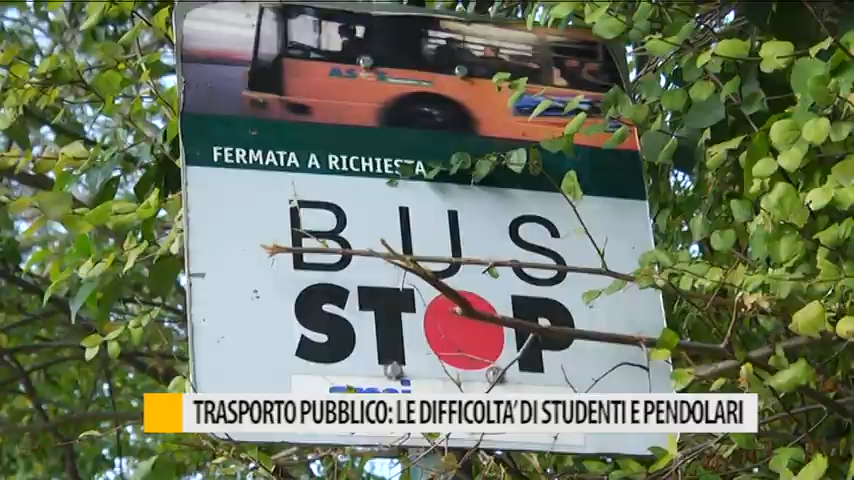 FERMATA A RICHIESTA
BUS
STOP
TRASPORTO PUBBLICO: LE DIFFICOLTA' DI STUDENTI E PENDOLARI